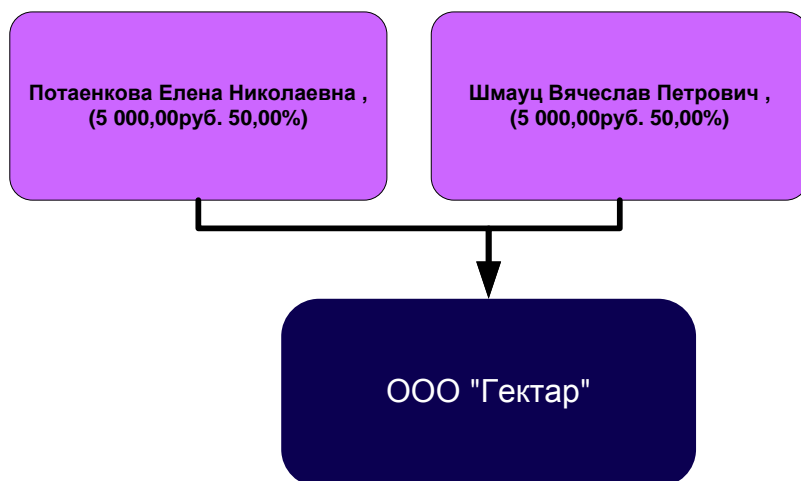 Потаенкова Елена Николаевна ,
(5 000,00руб. 50,00%)
Шмауц Вячеслав Петрович ,
(5 000,00руб. 50,00%)
ООО "Гектар"